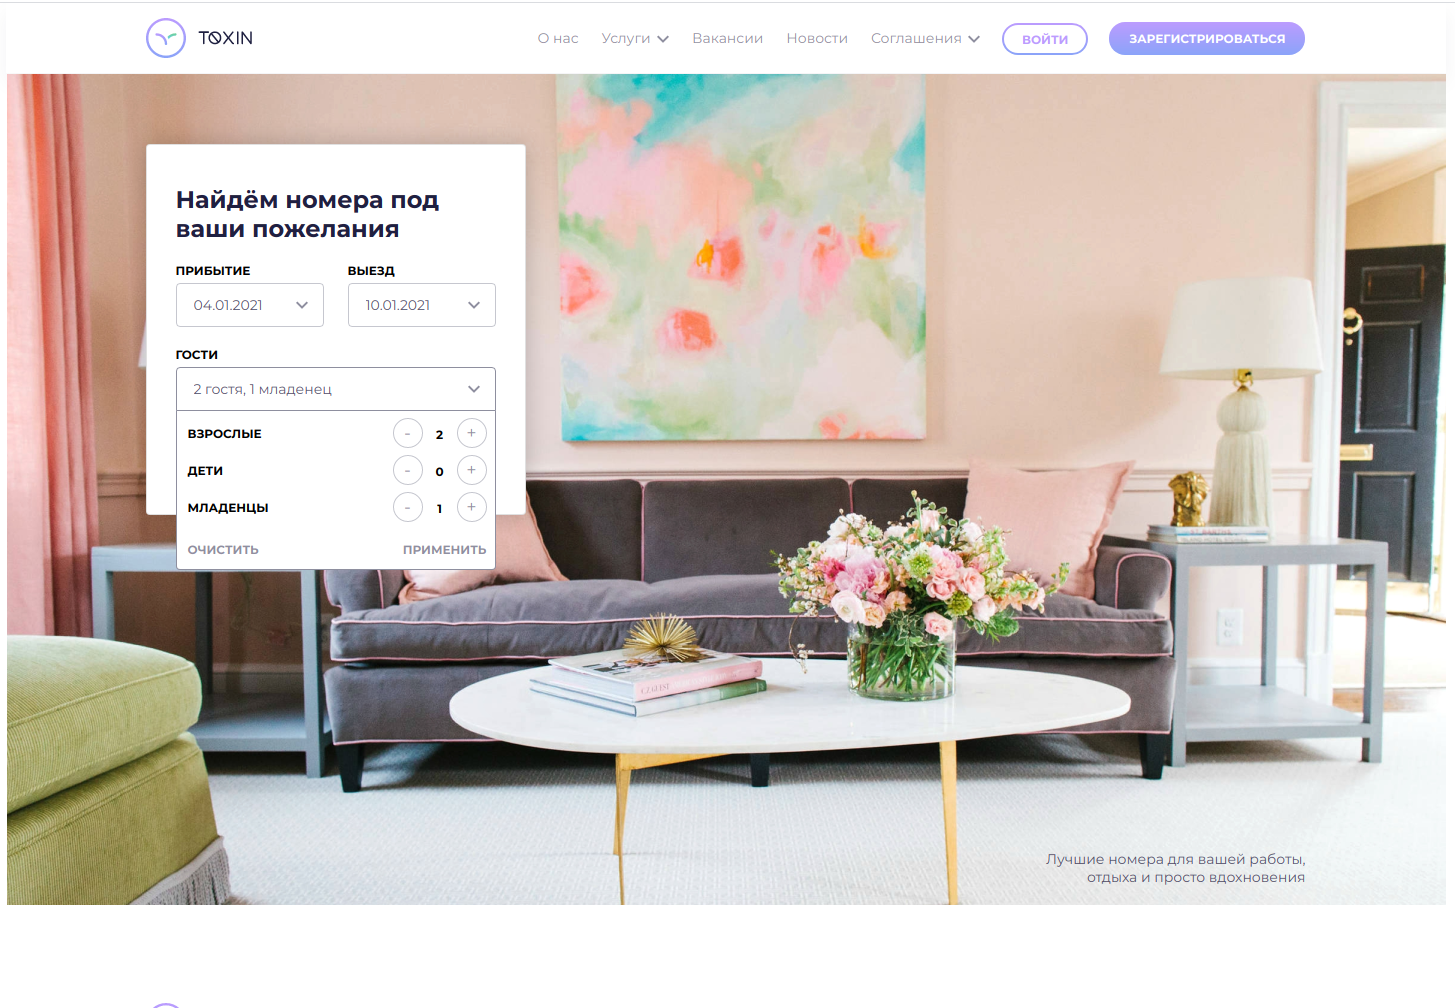 TOXIN
О нас
Услуги
Вакансии
Новости
Соглашения
ВОЙТИ
ЗАРЕГИСТРИРОВАТЬСЯ
Найдём номера под
ваши пожелания
ПРИБЫТИЕ
ВЫЕЗД
04.01.2021
10.01.2021
ГОСТИ
2 гостя, 1 младенец
ВЗРОСЛЫЕ - 2 +
ДЕТИ - 0 +
МЛАДЕНЦЫ - 1 +
ОЧИСТИТЬ
ПРИМЕНИТЬ
Лучшие номера для вашей работы,
отдыха и просто вдохновения